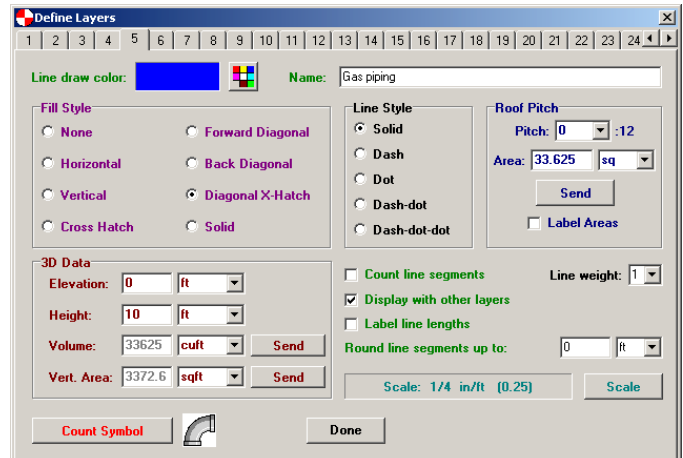 Define Layers
1 2 3 4 5 6 7 8 9 10 11 12 13 14 15 16 17 18 19 20 21 22 23 24
Line draw color: Name: Gas piping
Fill Style
None Forward Diagonal
Horizontal Back Diagonal
Vertical Diagonal X-Hatch
Cross Hatch Solid
Line Style
Solid
Dash
Dot
Dash-dot
Dash-dot-dot
Roof Pitch
Pitch: 0 :12
Area: 33.625 sq
Send
Label Areas
3D Data
Elevation: 0 ft
Height: 10 ft
Volume: 33625 cuft Send
Vert. Area: 3372.6 sqft Send
Count line segments Line weight: 1
Display with other layers
Label line lengths
Round line segments up to: 0 ft
Scale: 1/4 in/ft (0.25) Scale
Count Symbol Done